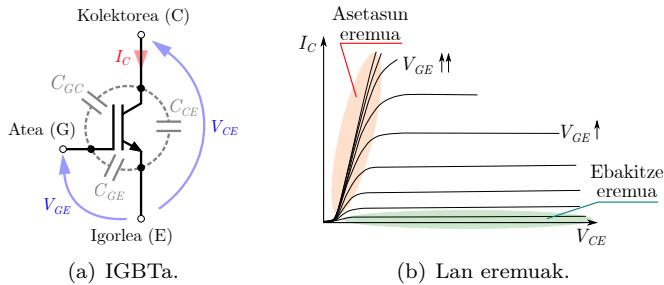 Kolektorea (C)
I_C
C_GC
C_CE
Atea (G)
V_CE
C_GE
V_GE
Igorlea (E)
(a) IGBTa.
Asetasun
eremua
I_C
V_GE
V_GE
Ebakitze
eremua
V_CE
(b) Lan eremuak.